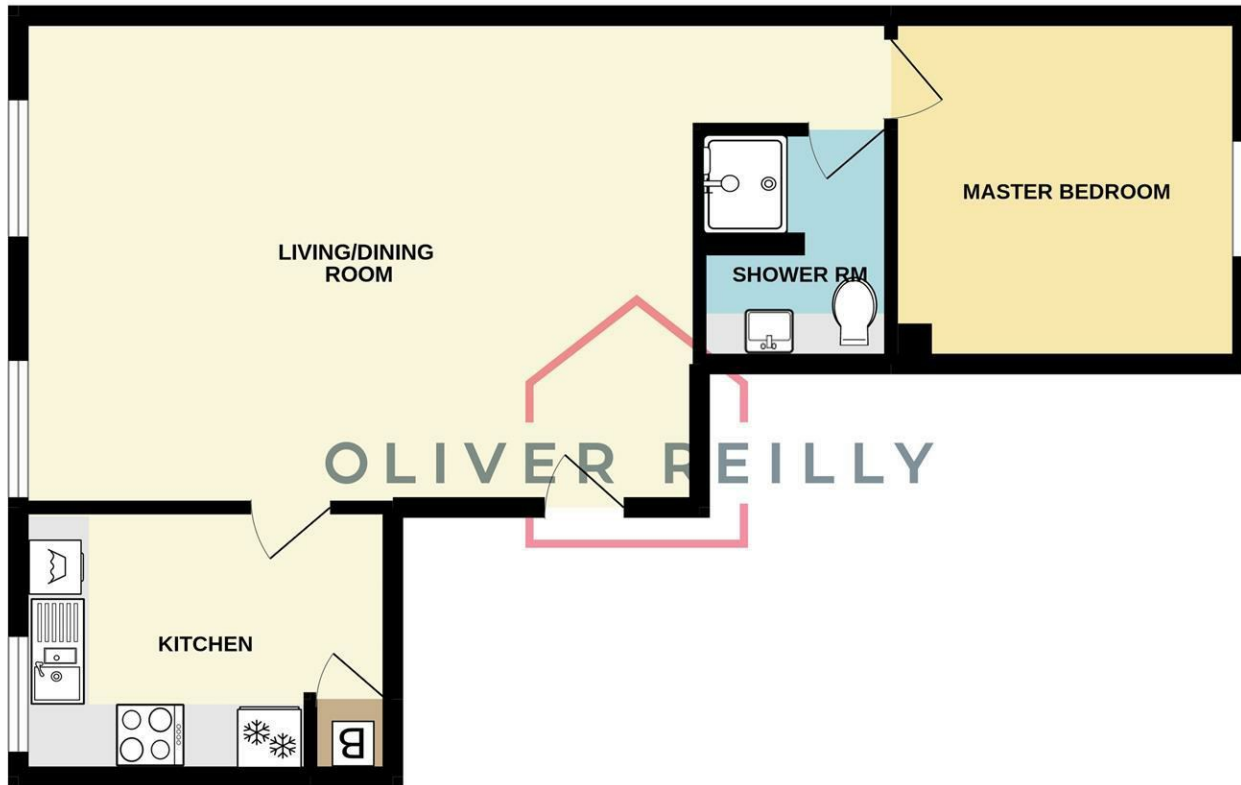 MASTER BEDROOM
LIVING/DINING
ROOM
SHOWER RM
OLIVER REILLY
KITCHEN
B